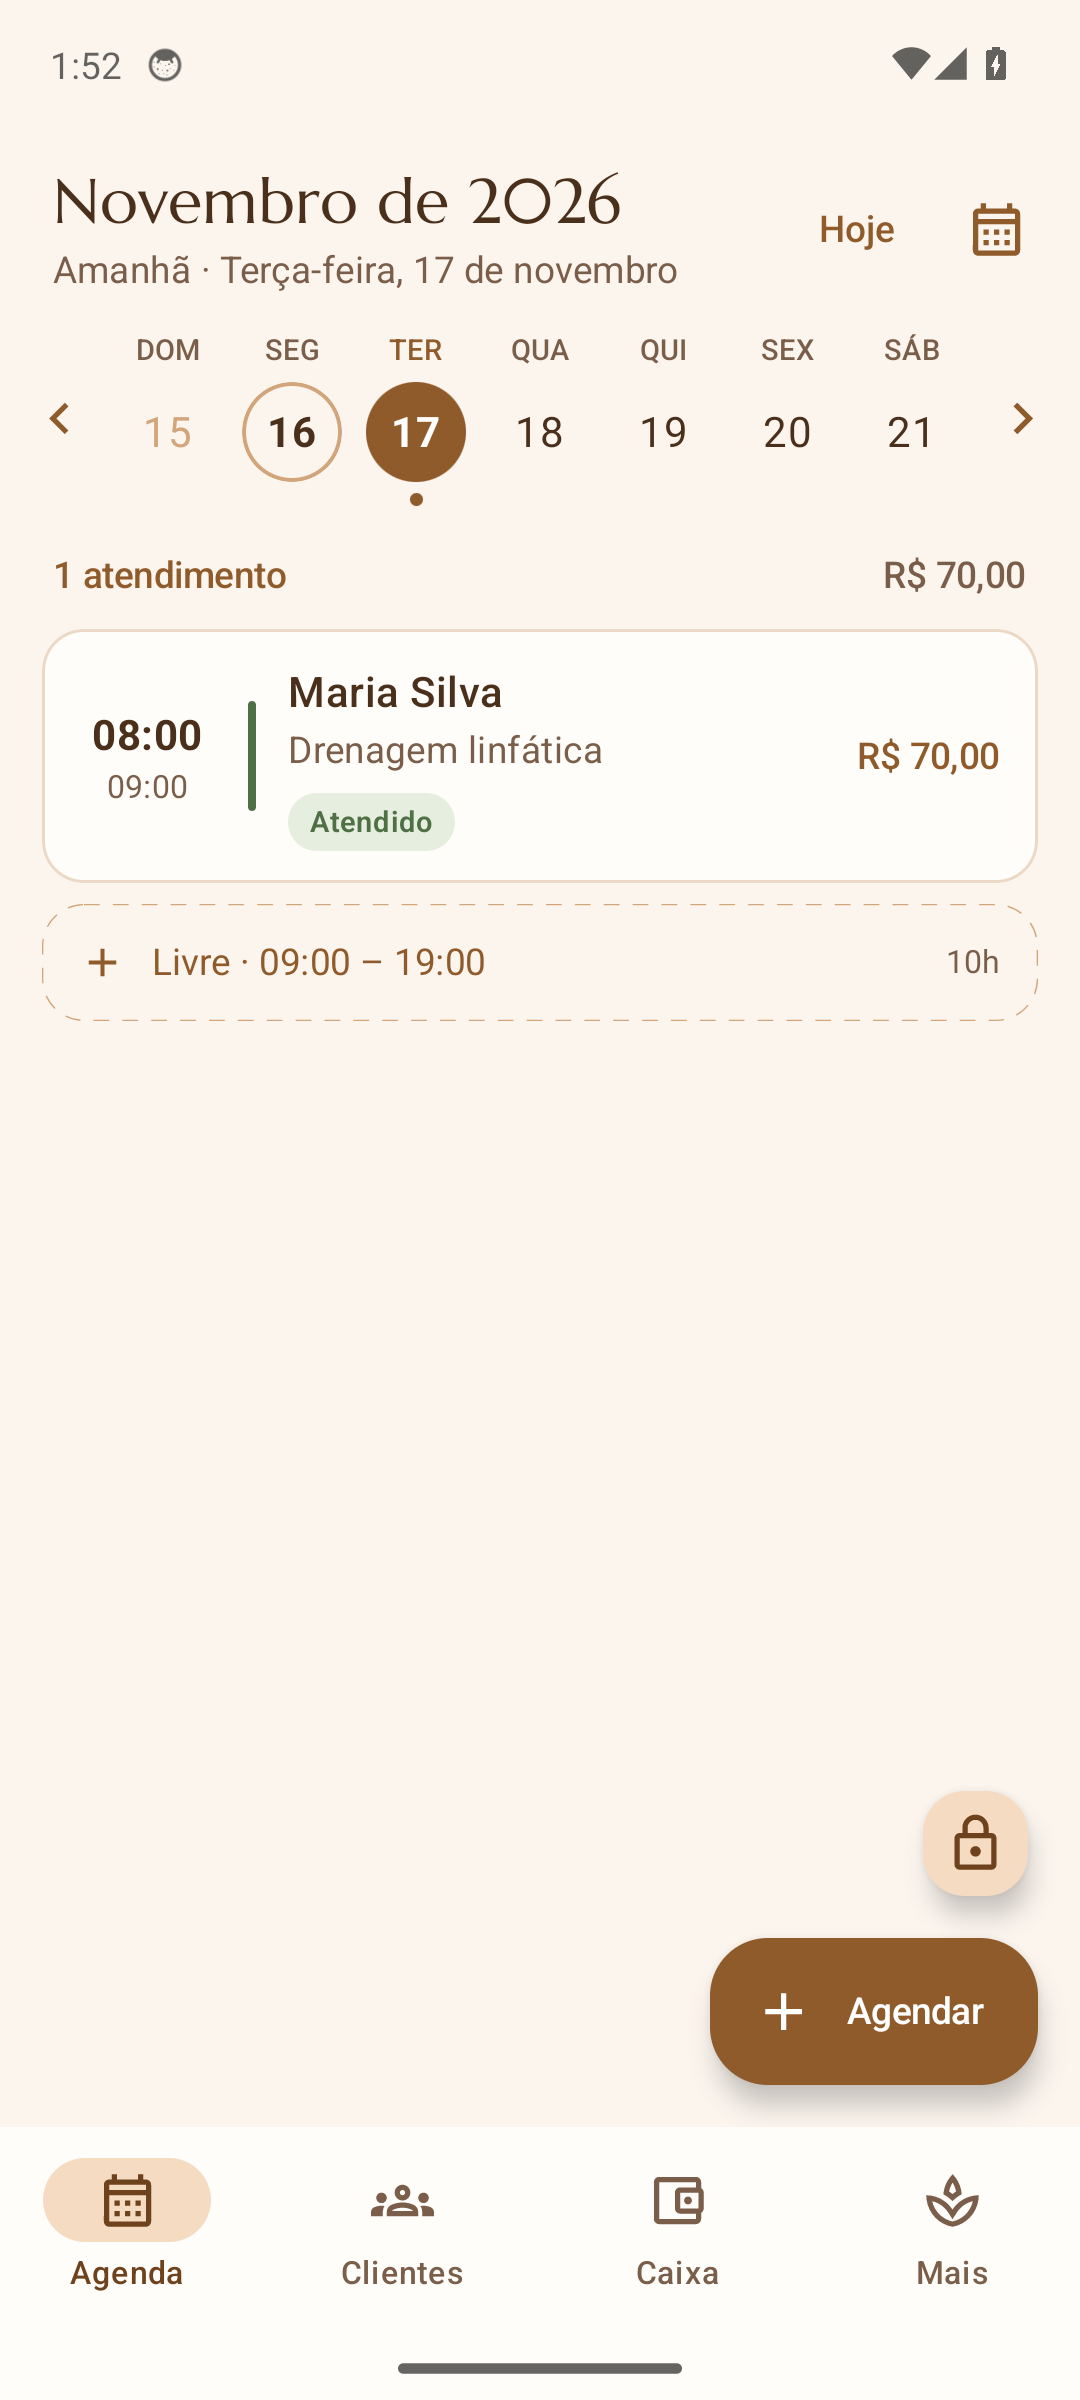 1:52
Novembro de 2026
Amanhã · Terça-feira, 17 de novembro
Hoje
DOM SEG TER QUA QUI SEX SÁB
15 16 17 18 19 20 21
1 atendimento R$ 70,00
08:00
09:00
Maria Silva
Drenagem linfática
Atendido
R$ 70,00
Livre · 09:00 – 19:00 10h
Agendar
Agenda Clientes Caixa Mais